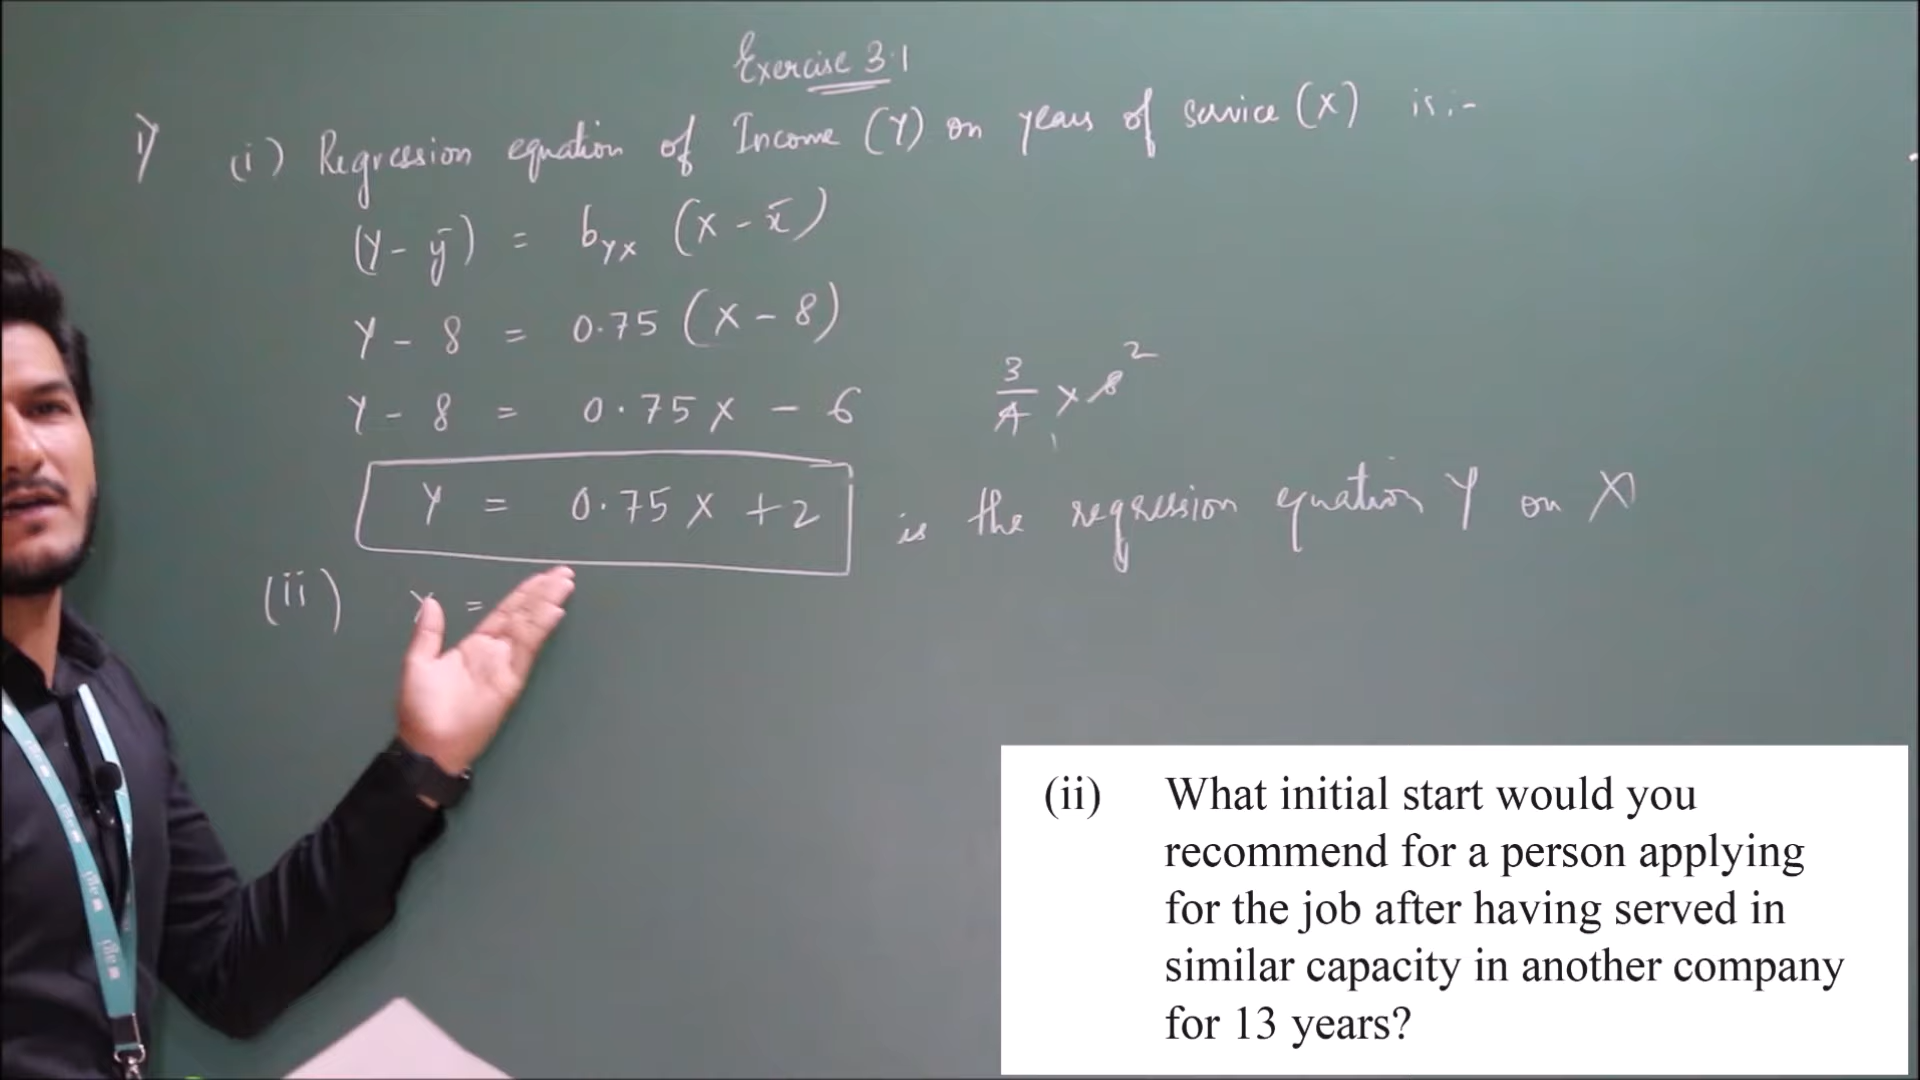 Exercise 3.1
1) (i) Regression equation of Income (Y) on years of service (X) is :-
(Y - ȳ) = bYX (X - x̄)
Y - 8 = 0.75 (X - 8)
Y - 8 = 0.75X - 6
3/4 × 8 2
1
Y = 0.75X + 2 is the regression equation Y on X
(ii) X =
(ii) What initial start would you
recommend for a person applying
for the job after having served in
similar capacity in another company
for 13 years?